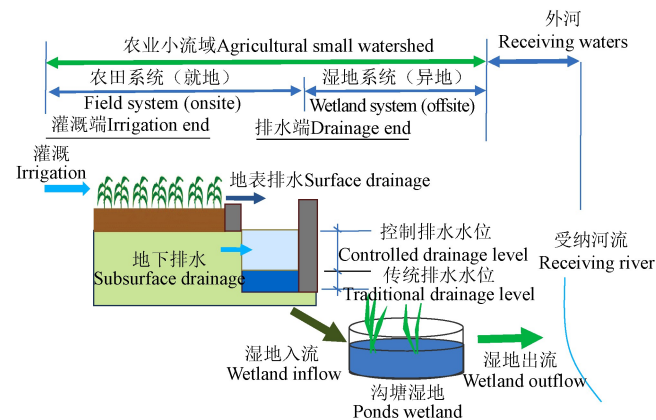 外河
Receiving waters
农业小流域Agricultural small watershed
农田系统（就地）
Field system (onsite)
湿地系统（异地）
Wetland system (offsite)
灌溉端Irrigation end
排水端Drainage end
灌溉
Irrigation
地表排水Surface drainage
控制排水水位
Controlled drainage level
受纳河流
Receiving river
地下排水
Subsurface drainage
传统排水水位
Traditional drainage level
湿地入流
Wetland inflow
湿地出流
Wetland outflow
沟塘湿地
Ponds wetland